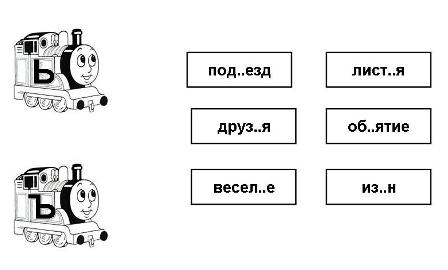 Ь
под..езд лист..я
друз..я об..ятие
Ъ
весел..е из..н